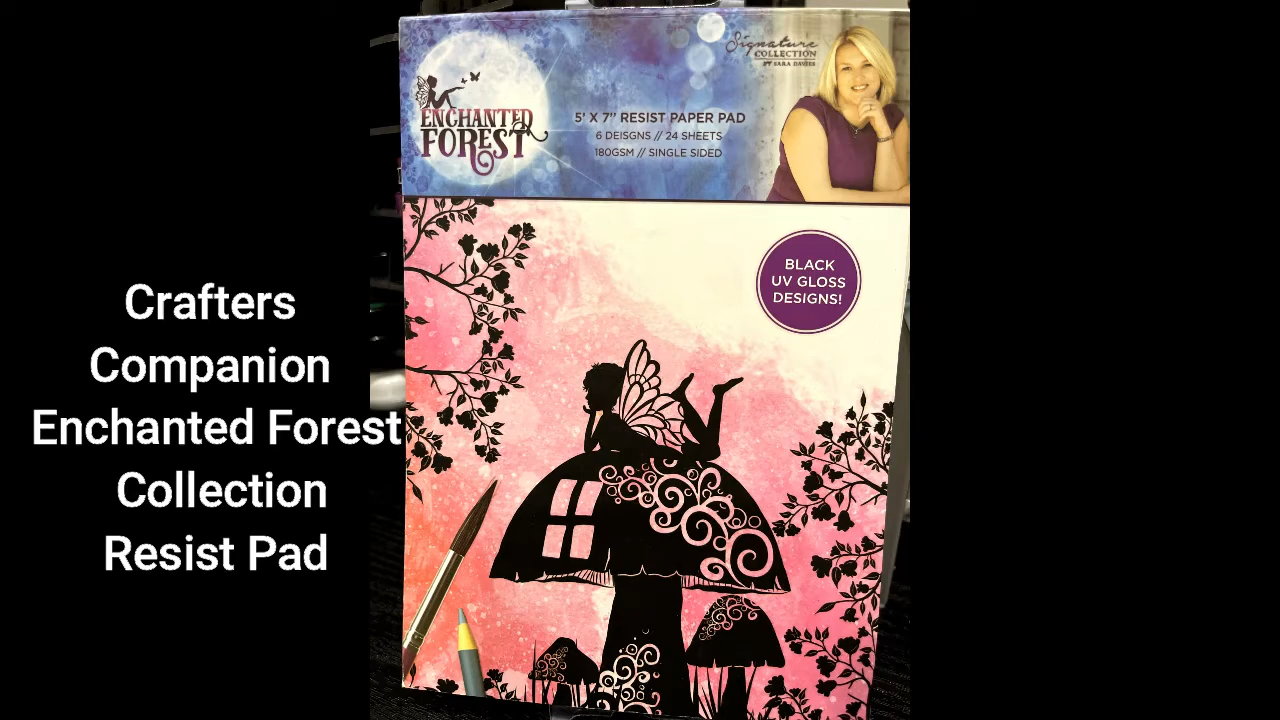 Signature
COLLECTION
BY SARA DAVIES
ENCHANTED
FOREST
5' X 7" RESIST PAPER PAD
6 DEISGNS // 24 SHEETS
180GSM // SINGLE SIDED
BLACK
UV GLOSS
DESIGNS!
Crafters
Companion
Enchanted Forest
Collection
Resist Pad